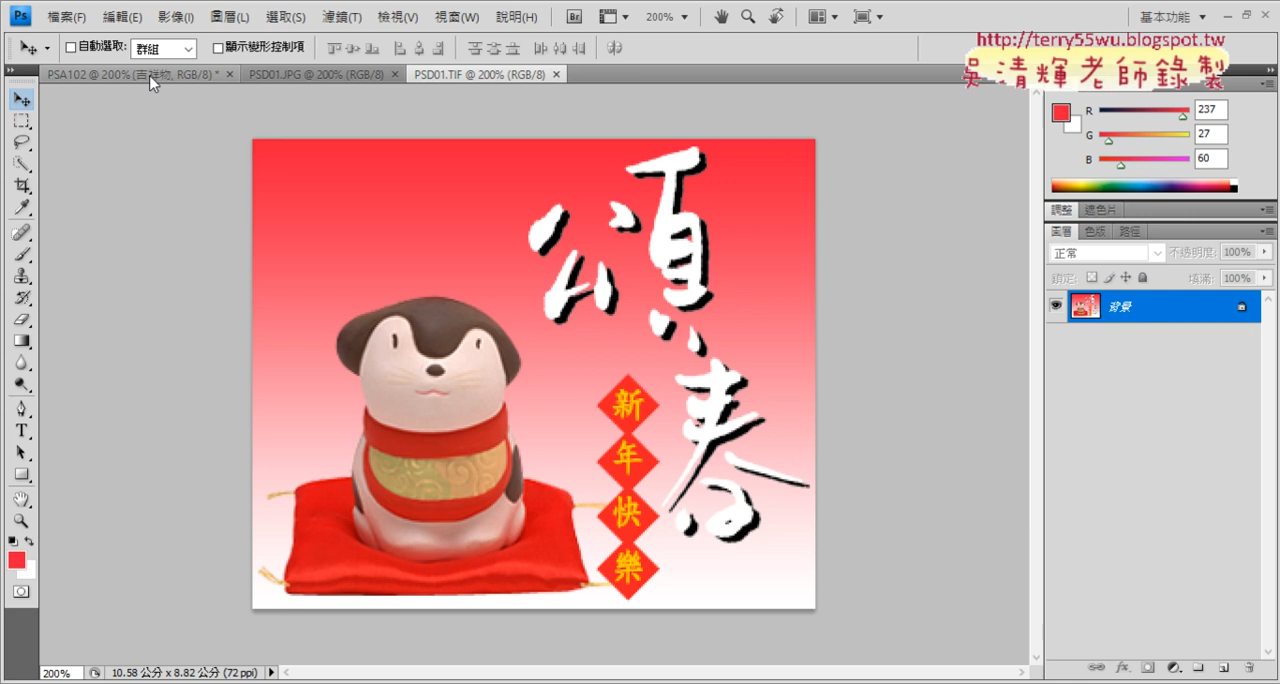 Ps 檔案(F) 編輯(E) 影像(I) 圖層(L) 選取(S) 濾鏡(T) 檢視(V) 視窗(W) 說明(H) Br 200% 基本功能
自動選取: 群組 顯示變形控制項
http://terry55wu.blogspot.tw
吳清輝老師錄製
PSA102 @ 200% (吉祥物, RGB/8) * × PSD01.JPG @ 200% (RGB/8) × PSD01.TIF @ 200% (RGB/8) ×
R 237
G 27
B 60
調整 遮色片
圖層 色版 路徑
正常 不透明度: 100%
鎖定: 填滿: 100%
背景
頌春
新年快樂
200% 10.58 公分 x 8.82 公分 (72 ppi)